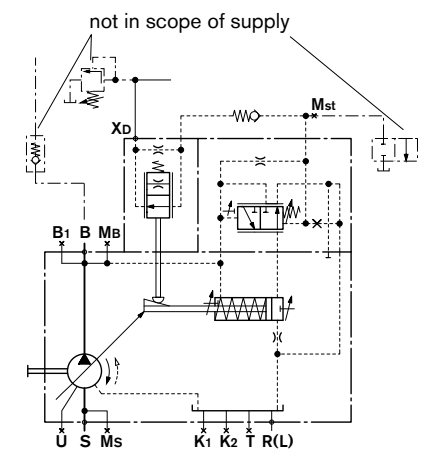 not in scope of supply
Mst
XD
B1 B MB
U S MS K1 K2 T R(L)